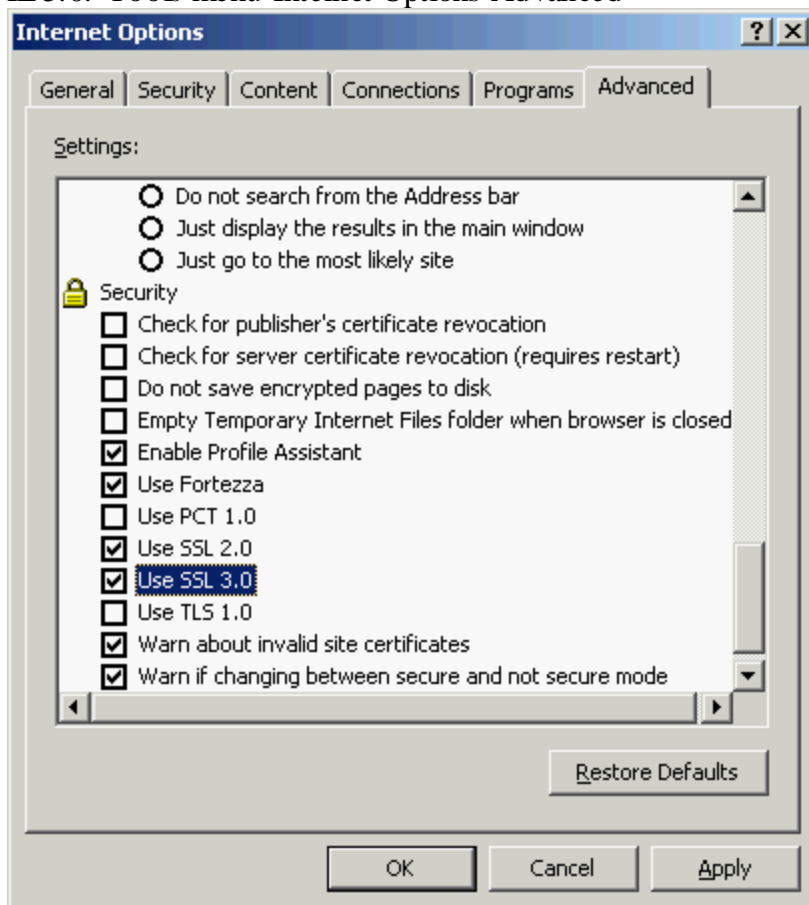 Internet Options
General Security Content Connections Programs Advanced
Settings:
Do not search from the Address bar
Just display the results in the main window
Just go to the most likely site
Security
Check for publisher's certificate revocation
Check for server certificate revocation (requires restart)
Do not save encrypted pages to disk
Empty Temporary Internet Files folder when browser is closed
Enable Profile Assistant
Use Fortezza
Use PCT 1.0
Use SSL 2.0
Use SSL 3.0
Use TLS 1.0
Warn about invalid site certificates
Warn if changing between secure and not secure mode
Restore Defaults
OK Cancel Apply